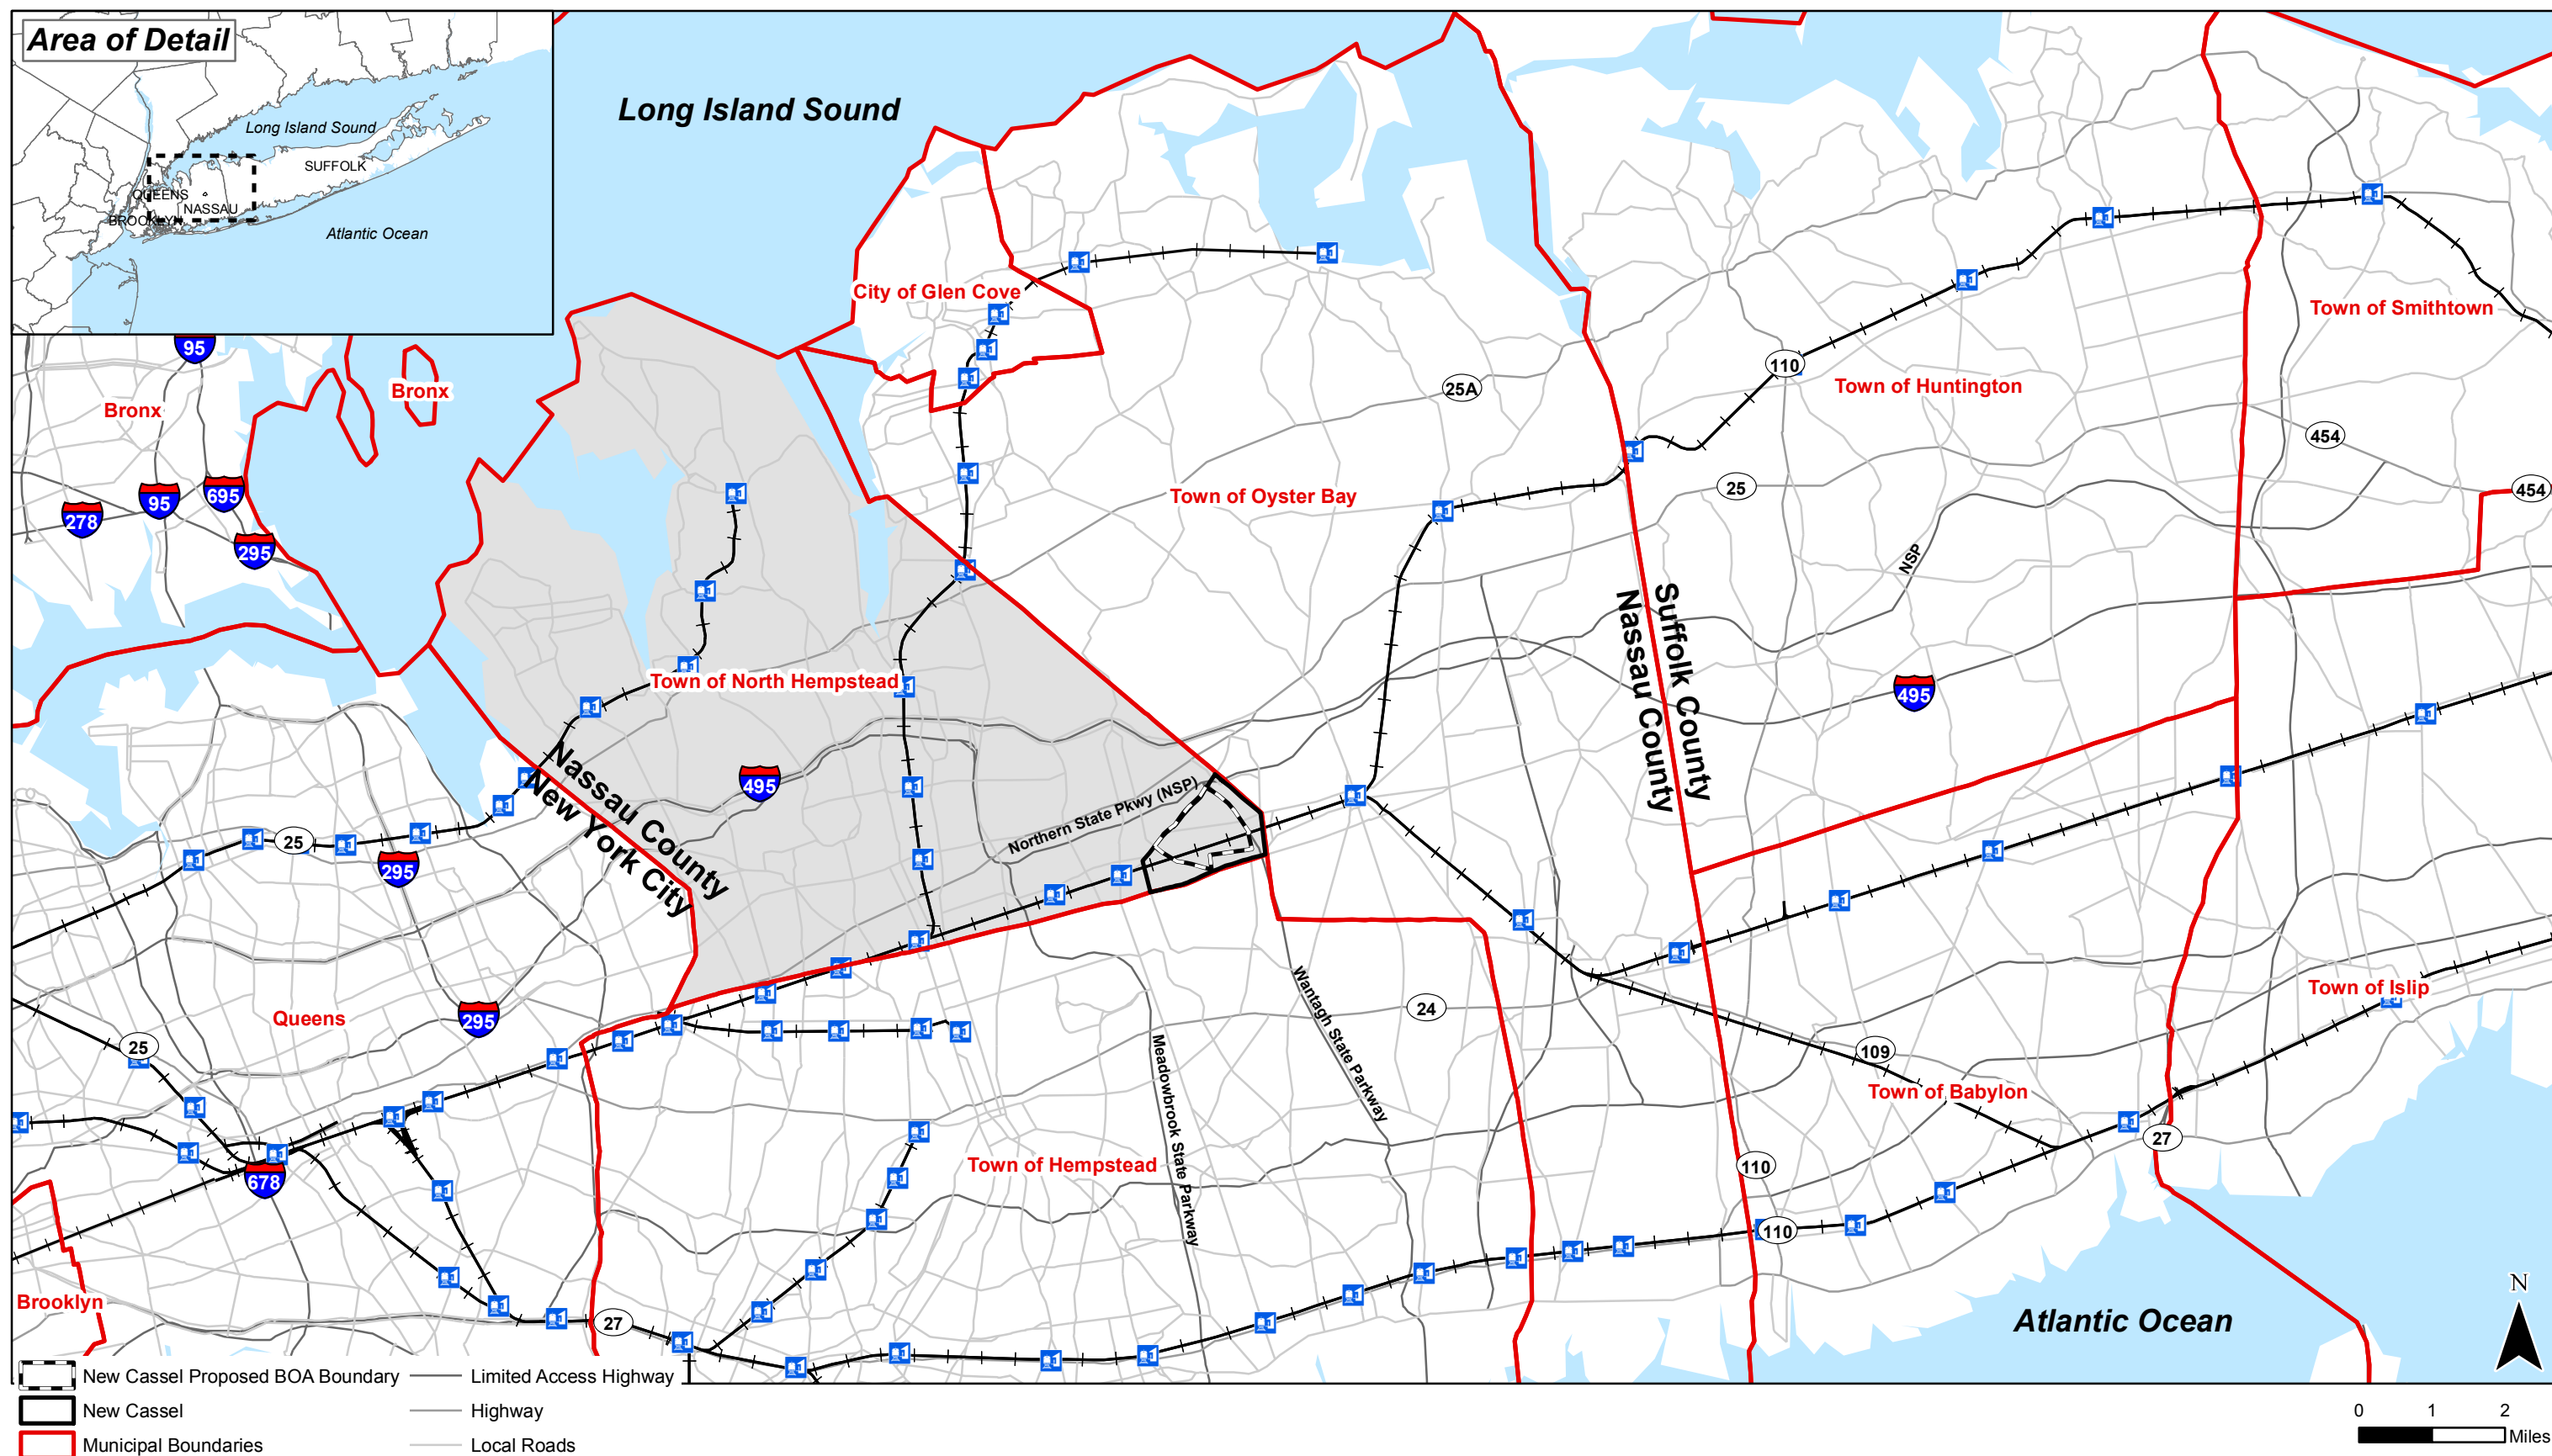 Area of Detail
Long Island Sound
SUFFOLK
QUEENS
NASSAU
BROOKLYN
Atlantic Ocean
Long Island Sound
City of Glen Cove
Town of Smithtown
95
Bronx
Bronx
110
25A
Town of Huntington
454
Town of Oyster Bay
25
454
95
695
278
295
NSP
Suffolk County
Nassau County
Town of North Hempstead
495
495
Nassau County
New York City
Northern State Pkwy (NSP)
25
295
Queens
295
25
Wantagh State Parkway
24
Town of Islip
109
Town of Babylon
Meadowbrook State Parkway
27
Town of Hempstead
110
678
110
Brooklyn
27
Atlantic Ocean
N
New Cassel Proposed BOA Boundary
New Cassel
Municipal Boundaries
Limited Access Highway
Highway
Local Roads
0 1 2
Miles